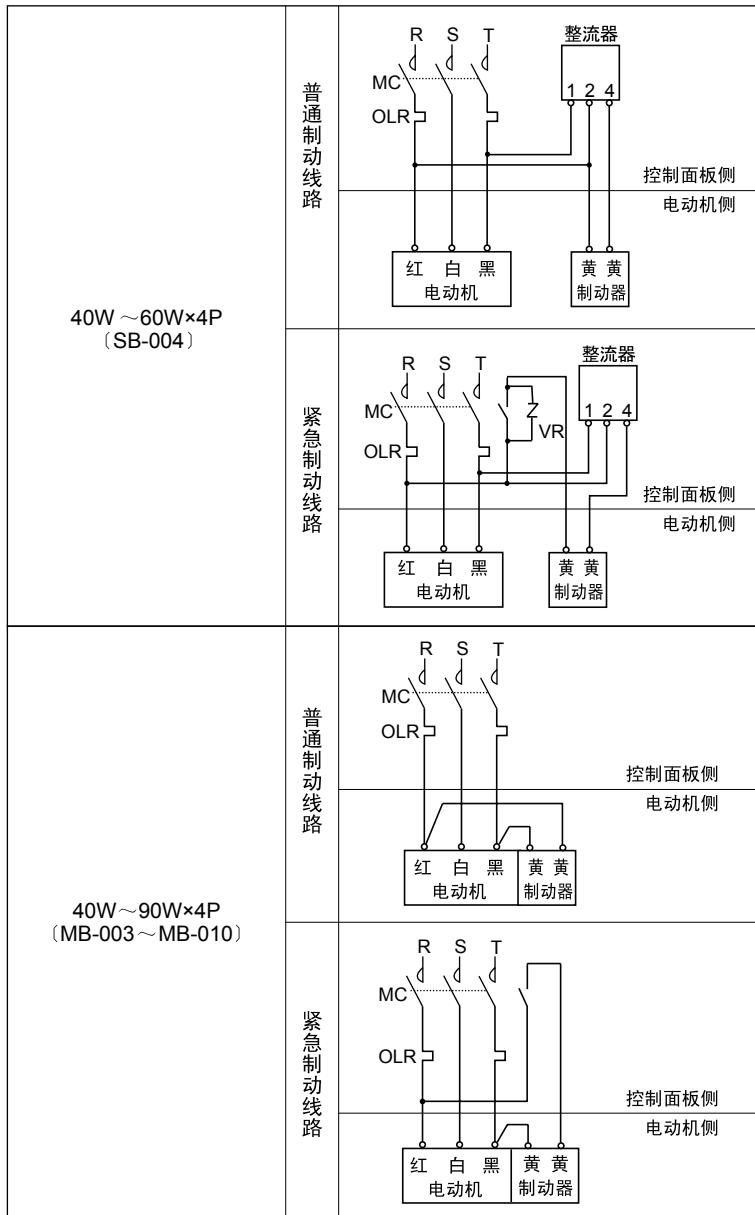 40W～60W×4P
〔SB-004〕
普通制动线路
R S T
整流器
MC
1 2 4
OLR
控制面板侧
电动机侧
红 白 黑
电动机
黄 黄
制动器
紧急制动线路
R S T
整流器
MC
1 2 4
VR
OLR
控制面板侧
电动机侧
红 白 黑
电动机
黄 黄
制动器
40W～90W×4P
〔MB-003～MB-010〕
普通制动线路
R S T
MC
OLR
控制面板侧
电动机侧
红 白 黑
电动机
黄 黄
制动器
紧急制动线路
R S T
MC
OLR
控制面板侧
电动机侧
红 白 黑
电动机
黄 黄
制动器